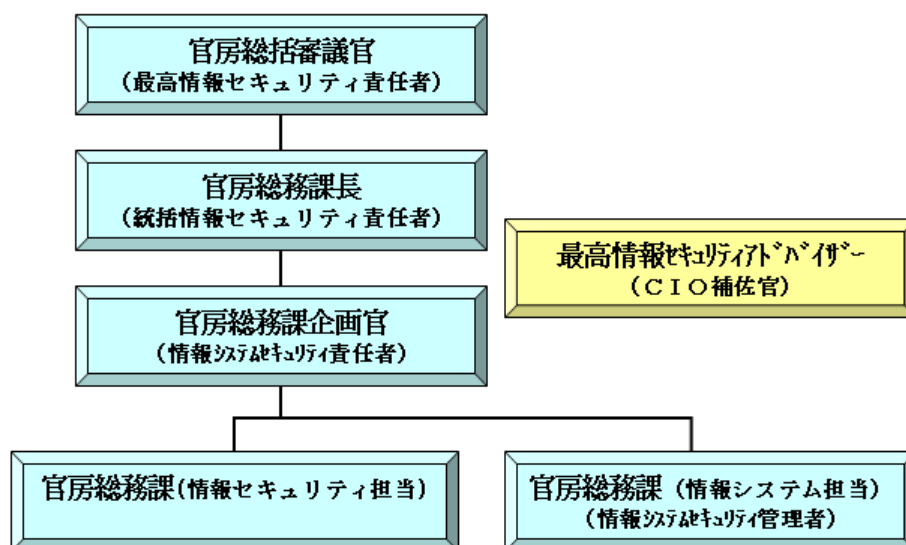 官房総括審議官
（最高情報セキュリティ責任者）
官房総務課長
（統括情報セキュリティ責任者）
最高情報ｾｷｭﾘﾃｨｱﾄﾞﾊﾞｲｻﾞｰ
（ＣＩＯ補佐官）
官房総務課企画官
（情報ｼｽﾃﾑｾｷｭﾘﾃｨ責任者）
官房総務課(情報セキュリティ担当)
官房総務課（情報システム担当）
（情報ｼｽﾃﾑｾｷｭﾘﾃｨ管理者）